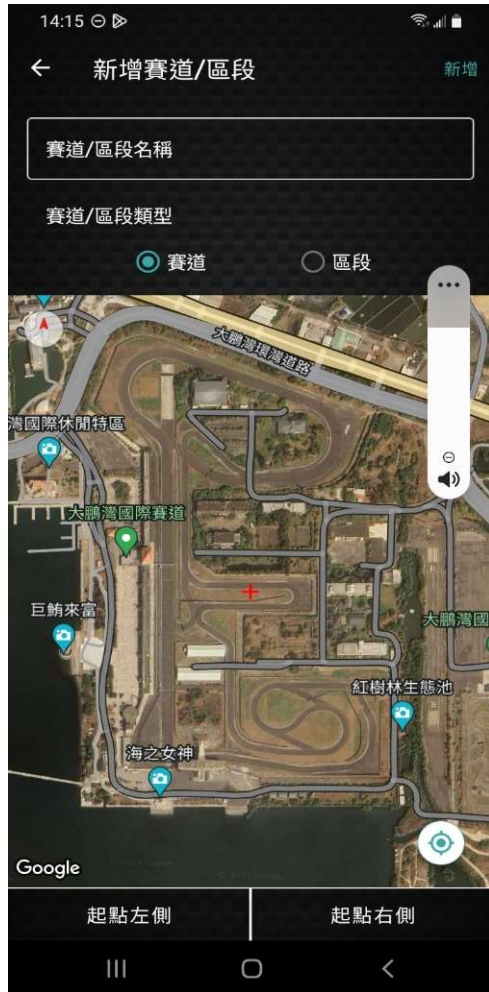 14:15
新增賽道/區段
新增
賽道/區段名稱
賽道/區段類型
賽道
區段
大鵬灣環灣道路
灣國際休閒特區
大鵬灣國際賽道
巨鮪來富
大鵬灣國
紅樹林生態池
海之女神
Google
起點左側
起點右側